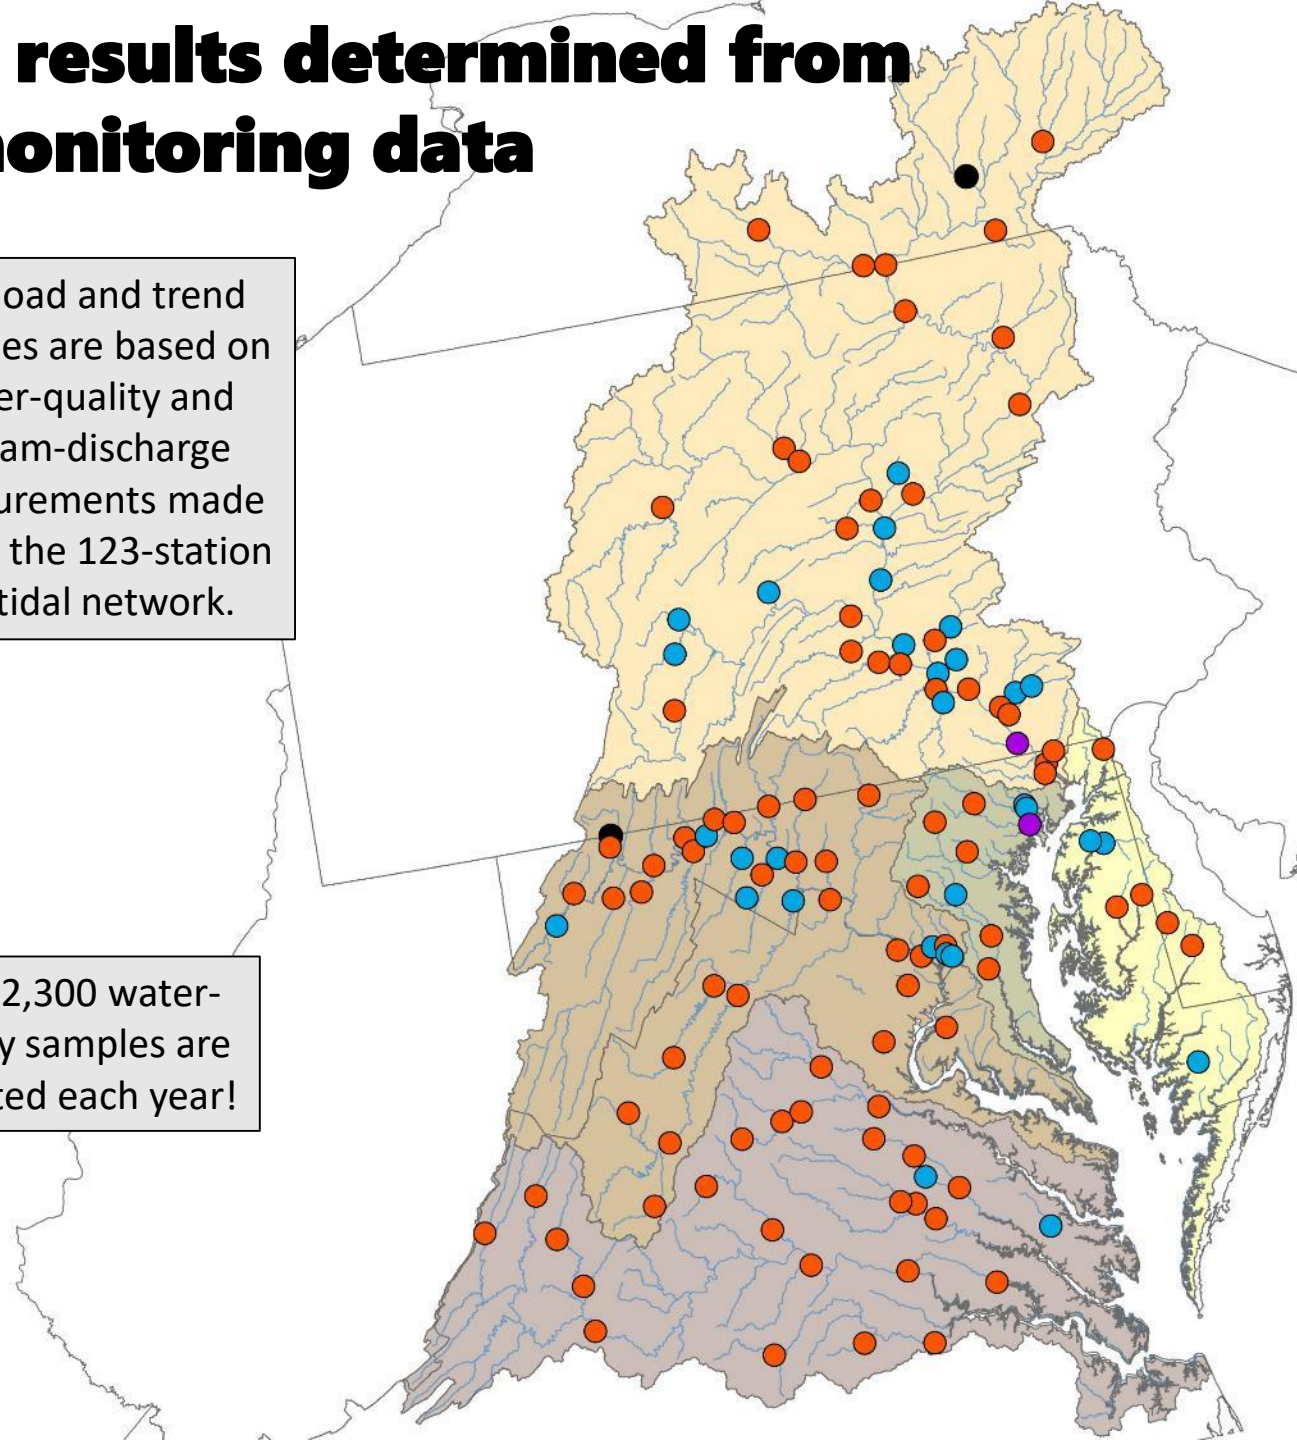 results determined from
onitoring data
oad and trend
es are based on
er-quality and
am-discharge
urements made
the 123-station
tidal network.
2,300 water-
y samples are
ted each year!